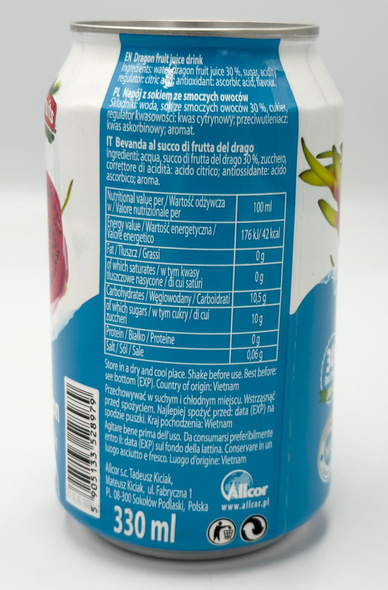 EN Dragon fruit juice drink
Ingredients: water, dragon fruit juice 30 %, sugar, acidity
regulator: citric acid, antioxidant: ascorbic acid, flavour.
PL Napój z sokiem ze smoczych owoców
Składniki: woda, sok ze smoczych owoców 30 %, cukier,
regulator kwasowości: kwas cytrynowy; przeciwutleniacz:
kwas askorbinowy; aromat.
IT Bevanda al succo di frutta del drago
Ingredienti: acqua, succo di frutta del drago 30 %, zucchero,
correttore di acidità: acido citrico; antiossidante: acido
ascorbico; aroma.
Nutritional value per / Wartość odżywcza
w / Valore nutrizionale per
100 ml
Energy value / Wartość energetyczna /
Valore energetico
176 kJ/ 42 kcal
Fat / Tłuszcz / Grassi
0 g
of which saturates / w tym kwasy
tłuszczowe nasycone / di cui saturi
0 g
Carbohydrates / Węglowodany / Carboidrati
10,5 g
of which sugars / w tym cukry / di cui
zuccheri
10 g
Protein / Białko / Proteine
0 g
Salt / Sól / Sale
0,06 g
Store in a dry and cool place. Shake before use. Best before:
see bottom (EXP). Country of origin: Vietnam
Przechowywać w suchym i chłodnym miejscu. Wstrząsnąć
przed spożyciem. Najlepiej spożyć przed: data (EXP) na
spodzie puszki. Kraj pochodzenia: Wietnam
Agitare bene prima dell'uso. Da consumarsi preferibilmente
entro il: data (EXP) sul fondo della lattina. Conservare in un
luogo asciutto e fresco. Luogo d'origine: Vietnam
Allcor s.c. Tadeusz Kiciak,
Mateusz Kiciak, ul. Fabryczna 1
PL 08-300 Sokołów Podlaski, Polska
Allcor
www.allcor.pl
330 ml
5 905133 528979